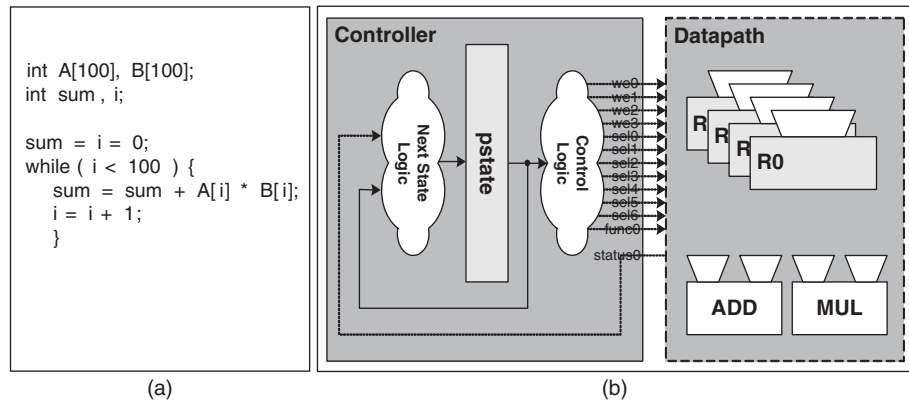 int A[100], B[100];
int sum , i;
sum = i = 0;
while ( i < 100 ) {
sum = sum + A[i] * B[i];
i = i + 1;
}
(a)
Controller
Next State
Logic
pstate
Control
Logic
we0
we1
we2
we3
sel0
sel1
sel2
sel3
sel4
sel5
sel6
func0
status0
Datapath
R
R
R
R0
ADD
MUL
(b)